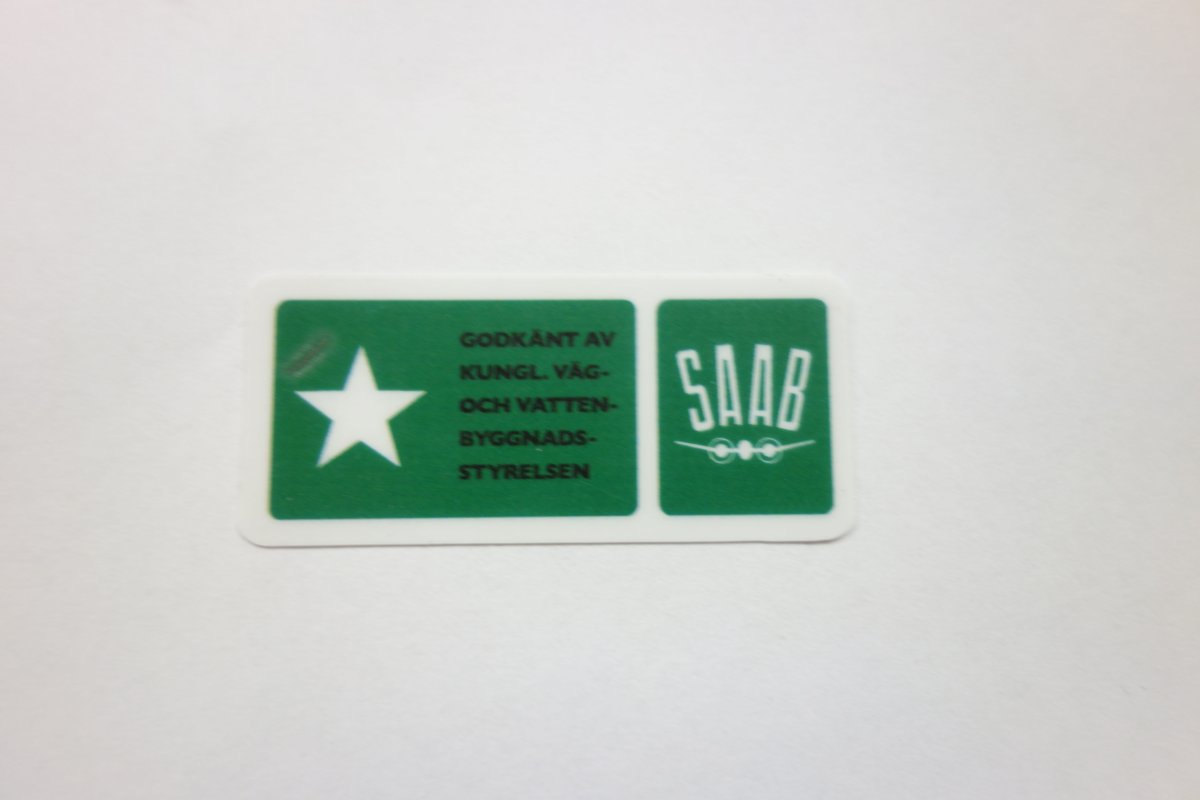 GODKÄNT AV
KUNGL. VÄG-
OCH VATTEN-
BYGGNADS-
STYRELSEN
SAAB